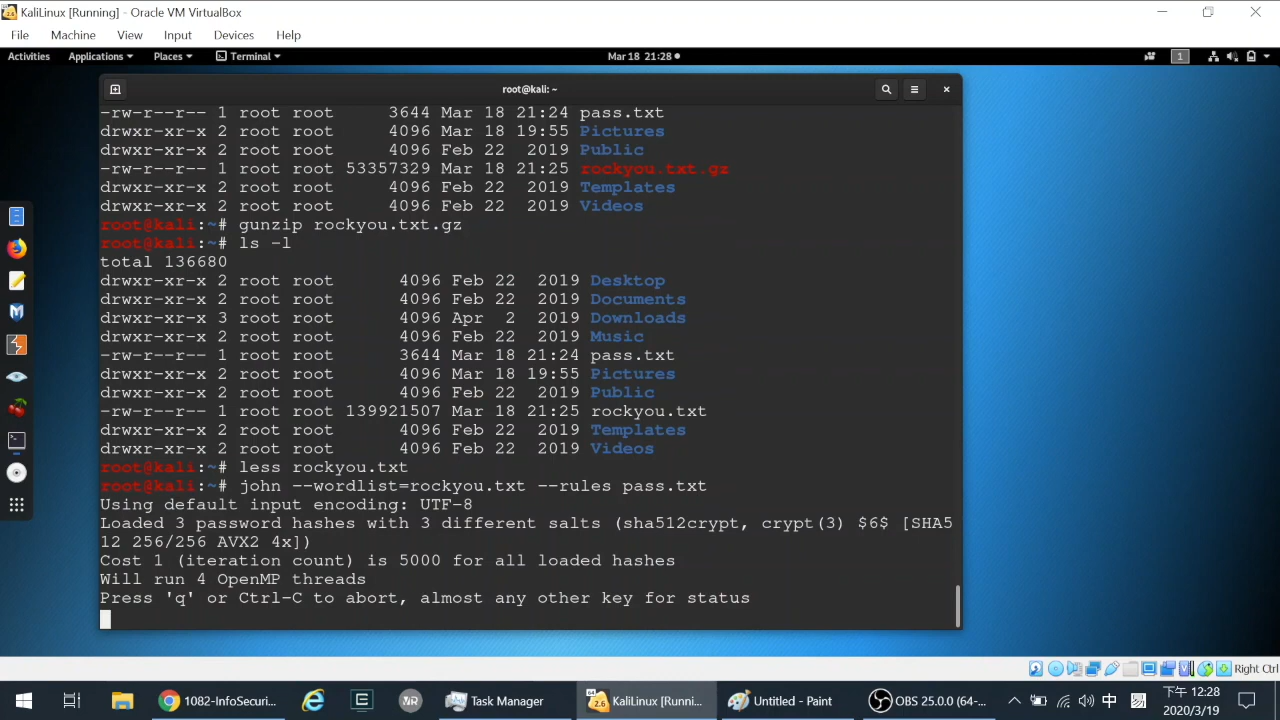 KaliLinux [Running] - Oracle VM VirtualBox
File Machine View Input Devices Help
Activities Applications Places Terminal Mar 18 21:28 1
root@kali: ~
-rw-r--r-- 1 root root 3644 Mar 18 21:24 pass.txt
drwxr-xr-x 2 root root 4096 Mar 18 19:55 Pictures
drwxr-xr-x 2 root root 4096 Feb 22 2019 Public
-rw-r--r-- 1 root root 53357329 Mar 18 21:25 rockyou.txt.gz
drwxr-xr-x 2 root root 4096 Feb 22 2019 Templates
drwxr-xr-x 2 root root 4096 Feb 22 2019 Videos
root@kali:~# gunzip rockyou.txt.gz
root@kali:~# ls -l
total 136680
drwxr-xr-x 2 root root 4096 Feb 22 2019 Desktop
drwxr-xr-x 2 root root 4096 Feb 22 2019 Documents
drwxr-xr-x 3 root root 4096 Apr 2 2019 Downloads
drwxr-xr-x 2 root root 4096 Feb 22 2019 Music
-rw-r--r-- 1 root root 3644 Mar 18 21:24 pass.txt
drwxr-xr-x 2 root root 4096 Mar 18 19:55 Pictures
drwxr-xr-x 2 root root 4096 Feb 22 2019 Public
-rw-r--r-- 1 root root 139921507 Mar 18 21:25 rockyou.txt
drwxr-xr-x 2 root root 4096 Feb 22 2019 Templates
drwxr-xr-x 2 root root 4096 Feb 22 2019 Videos
root@kali:~# less rockyou.txt
root@kali:~# john --wordlist=rockyou.txt --rules pass.txt
Using default input encoding: UTF-8
Loaded 3 password hashes with 3 different salts (sha512crypt, crypt(3) $6$ [SHA5
12 256/256 AVX2 4x])
Cost 1 (iteration count) is 5000 for all loaded hashes
Will run 4 OpenMP threads
Press 'q' or Ctrl-C to abort, almost any other key for status
Right Ctrl
1082-InfoSecuri... Task Manager KaliLinux [Runni... Untitled - Paint OBS 25.0.0 (64-... 中 下午 12:28
2020/3/19